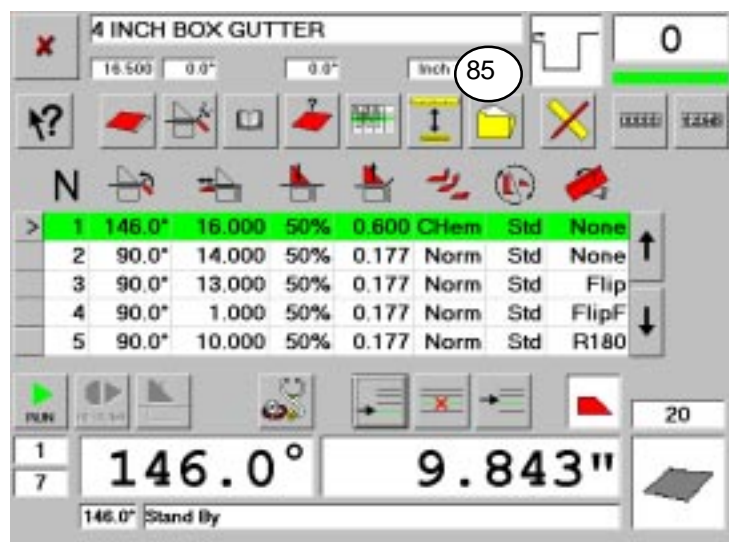 4 INCH BOX GUTTER
0
16.500 0.0° 0.0° Inch 85
?
?
N
> 1 146.0° 16.000 50% 0.600 CHem Std None
2 90.0° 14.000 50% 0.177 Norm Std None
3 90.0° 13.000 50% 0.177 Norm Std Flip
4 90.0° 1.000 50% 0.177 Norm Std FlipF
5 90.0° 10.000 50% 0.177 Norm Std R180
RUN
20
1
7
146.0° 9.843"
146.0° Stand By